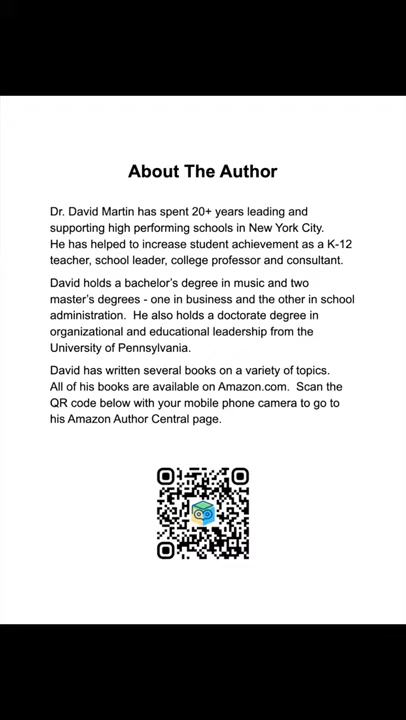 About The Author
Dr. David Martin has spent 20+ years leading and
supporting high performing schools in New York City.
He has helped to increase student achievement as a K-12
teacher, school leader, college professor and consultant.
David holds a bachelor's degree in music and two
master's degrees - one in business and the other in school
administration.  He also holds a doctorate degree in
organizational and educational leadership from the
University of Pennsylvania.
David has written several books on a variety of topics.
All of his books are available on Amazon.com.  Scan the
QR code below with your mobile phone camera to go to
his Amazon Author Central page.